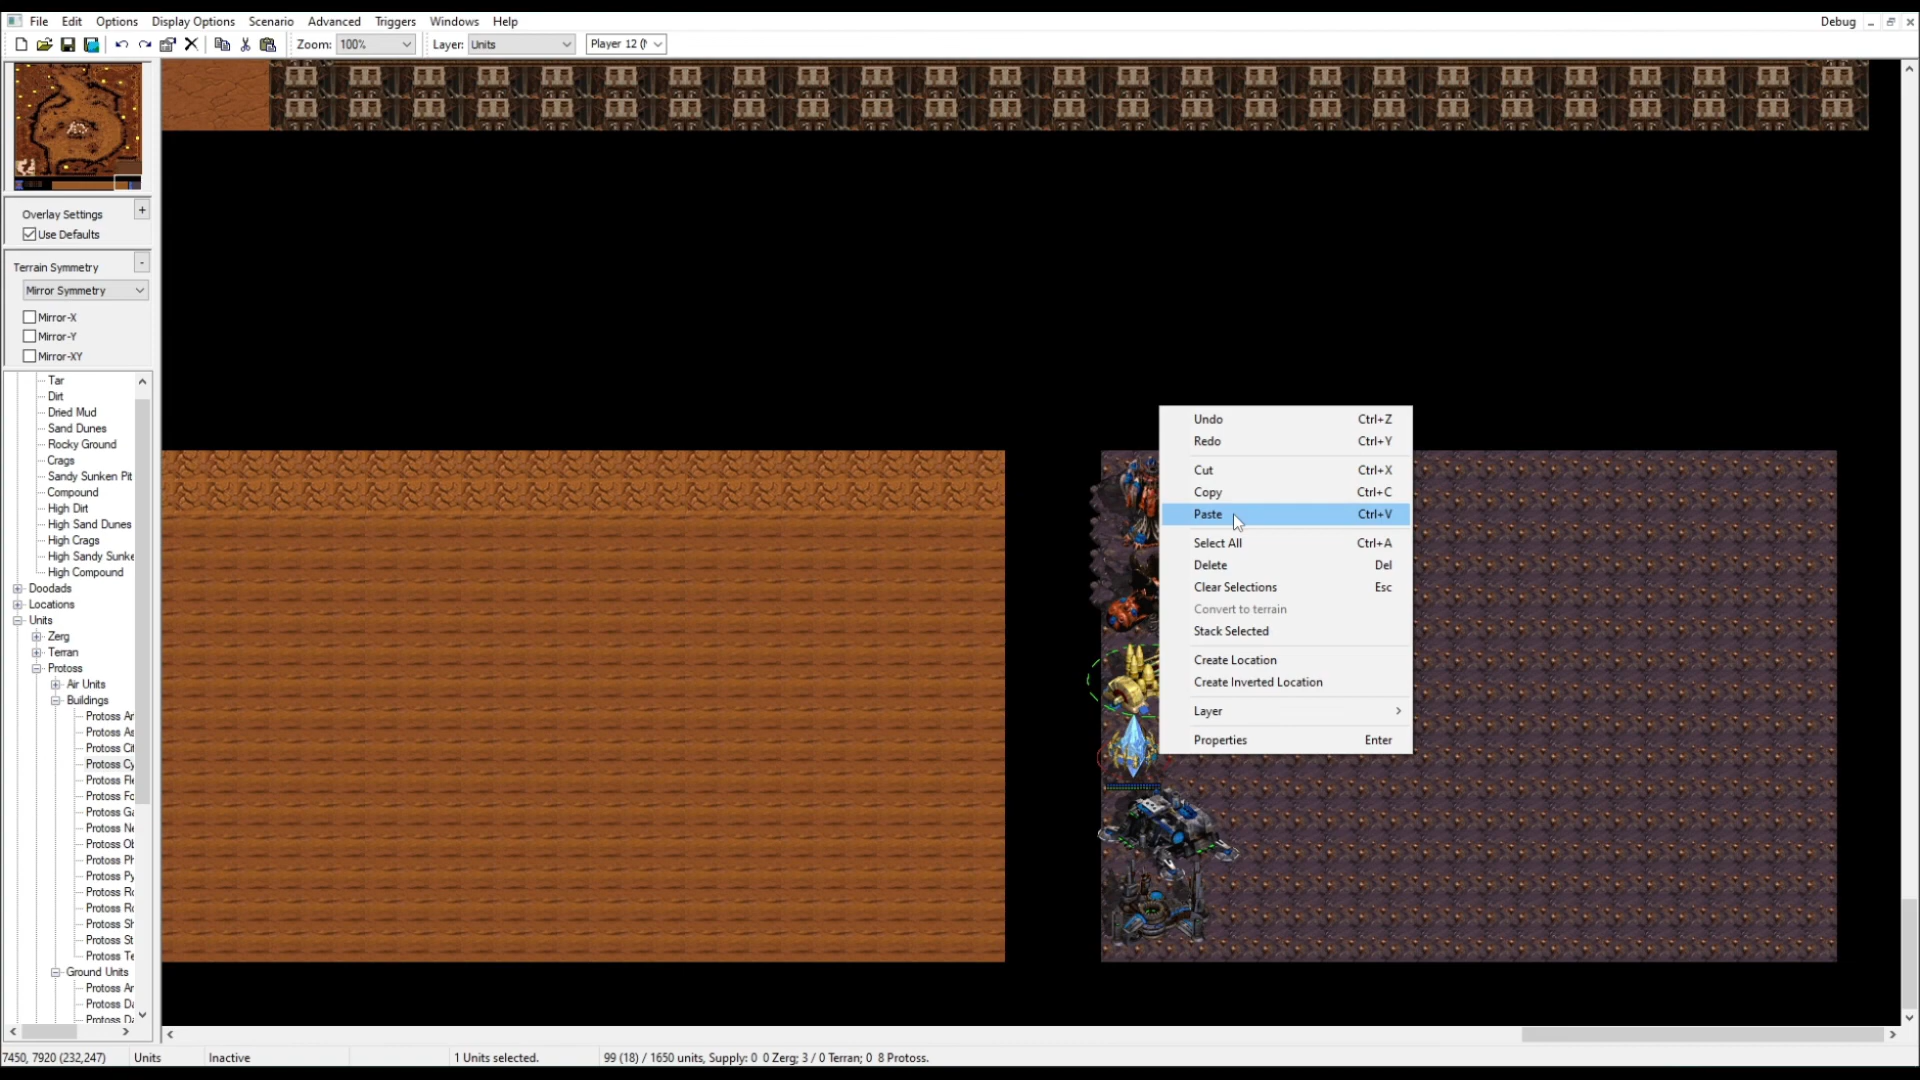 File Edit Options Display Options Scenario Advanced Triggers Windows Help Debug
Zoom: 100% Layer: Units Player 12 (
Overlay Settings +
Use Defaults
Terrain Symmetry -
Mirror Symmetry
Mirror-X
Mirror-Y
Mirror-XY
Tar
Dirt
Dried Mud
Sand Dunes
Rocky Ground
Crags
Sandy Sunken Pit
Compound
High Dirt
High Sand Dunes
High Crags
High Sandy Sunke
High Compound
Doodads
Locations
Units
Zerg
Terran
Protoss
Air Units
Buildings
Protoss Ar
Protoss As
Protoss Cit
Protoss Cy
Protoss Fle
Protoss Fo
Protoss Ga
Protoss Ne
Protoss Ob
Protoss Ph
Protoss Py
Protoss Ro
Protoss Ro
Protoss Sh
Protoss St
Protoss Te
Ground Units
Protoss Ar
Protoss Da
Protoss Da
Undo Ctrl+Z
Redo Ctrl+Y
Cut Ctrl+X
Copy Ctrl+C
Paste Ctrl+V
Select All Ctrl+A
Delete Del
Clear Selections Esc
Convert to terrain
Stack Selected
Create Location
Create Inverted Location
Layer
Properties Enter
7450, 7920 (232,247) Units Inactive 1 Units selected. 99 (18) / 1650 units, Supply: 0 0 Zerg; 3 / 0 Terran; 0 8 Protoss.